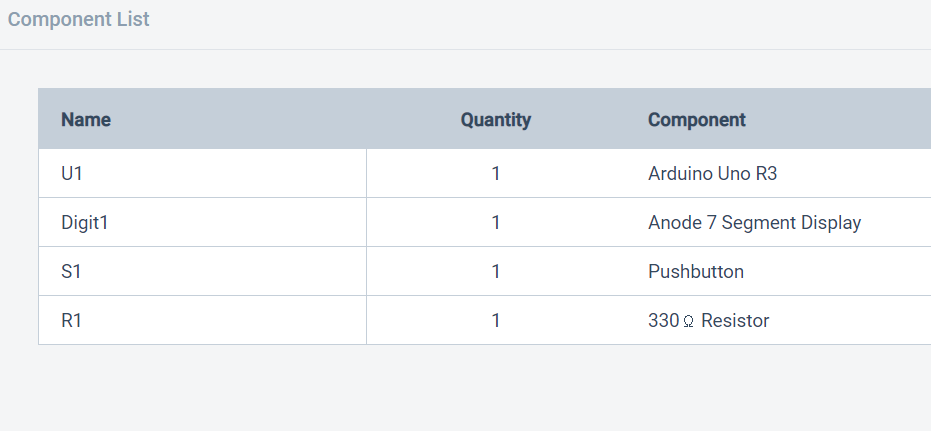 Component List
Name Quantity Component
U1 1 Arduino Uno R3
Digit1 1 Anode 7 Segment Display
S1 1 Pushbutton
R1 1 330 Ω Resistor